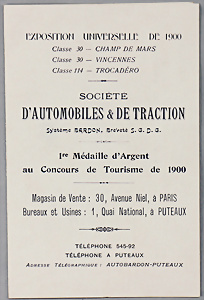 EXPOSITION UNIVERSELLE DE 1900
Classe 30 — CHAMP DE MARS
Classe 30 — VINCENNES
Classe 114 — TROCADÉRO
SOCIÉTÉ
D'AUTOMOBILES & DE TRACTION
Système BARDON, Breveté S. G. D. G.
1re Médaille d'Argent
au Concours de Tourisme de 1900
Magasin de Vente : 30, Avenue Niel, à PARIS
Bureaux et Usines : 1, Quai National, à PUTEAUX
TÉLÉPHONE 545-92
TÉLÉPHONE A PUTEAUX
ADRESSE TÉLÉGRAPHIQUE : AUTOBARDON-PUTEAUX